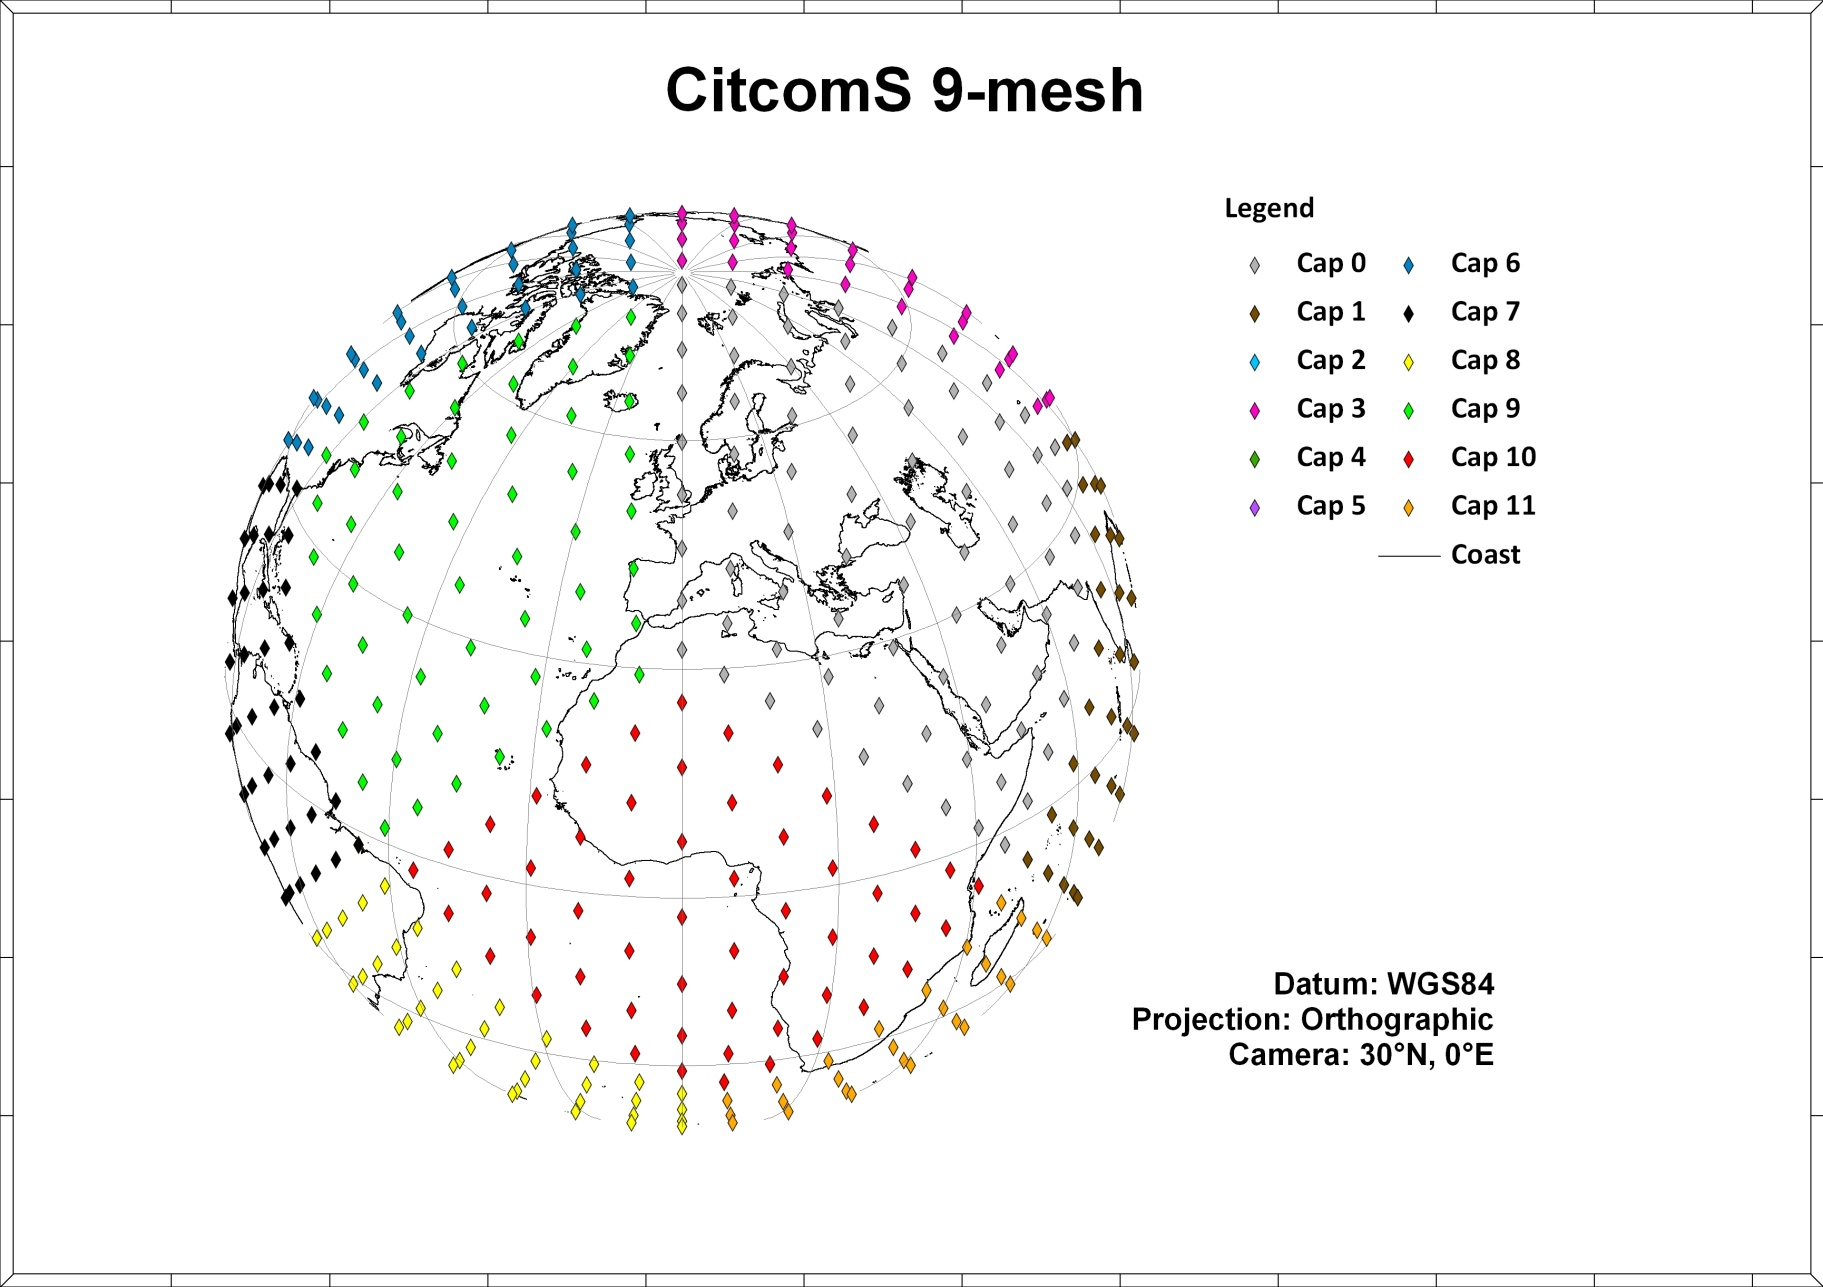 CitcomS 9-mesh
Legend
Cap 0
Cap 6
Cap 1
Cap 7
Cap 2
Cap 8
Cap 3
Cap 9
Cap 4
Cap 10
Cap 5
Cap 11
Coast
Datum: WGS84
Projection: Orthographic
Camera: 30°N, 0°E